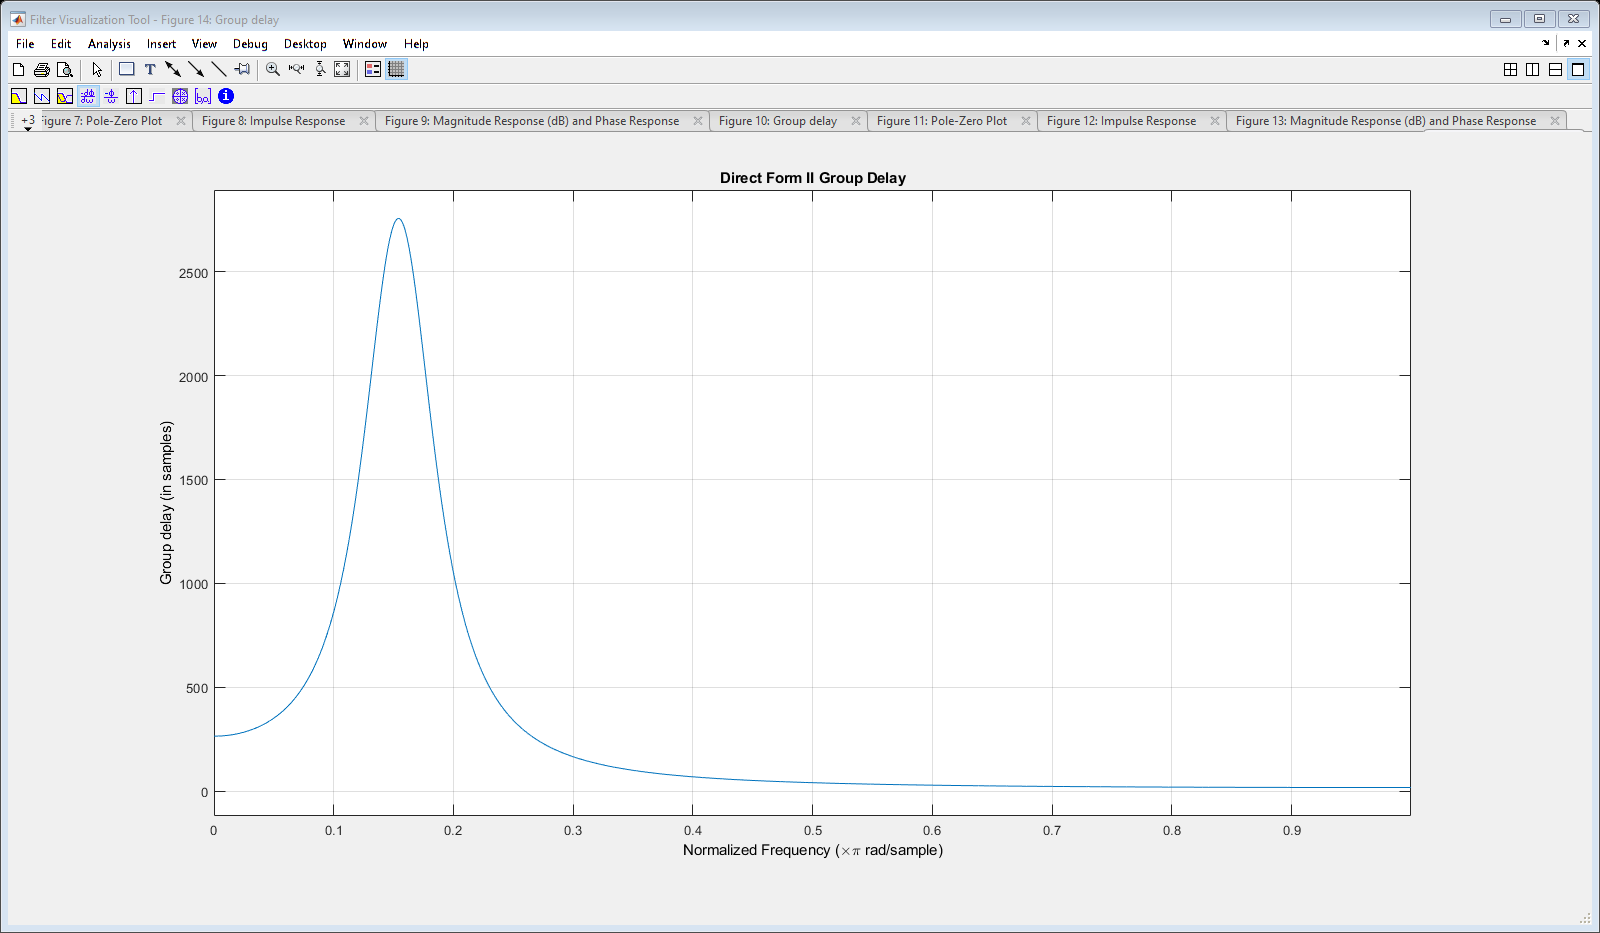 Filter Visualization Tool - Figure 14: Group delay
File Edit Analysis Insert View Debug Desktop Window Help
+3 igure 7: Pole-Zero Plot Figure 8: Impulse Response Figure 9: Magnitude Response (dB) and Phase Response Figure 10: Group delay Figure 11: Pole-Zero Plot Figure 12: Impulse Response Figure 13: Magnitude Response (dB) and Phase Response
Direct Form II Group Delay
Group delay (in samples)
2500
2000
1500
1000
500
0
0 0.1 0.2 0.3 0.4 0.5 0.6 0.7 0.8 0.9
Normalized Frequency (×π rad/sample)